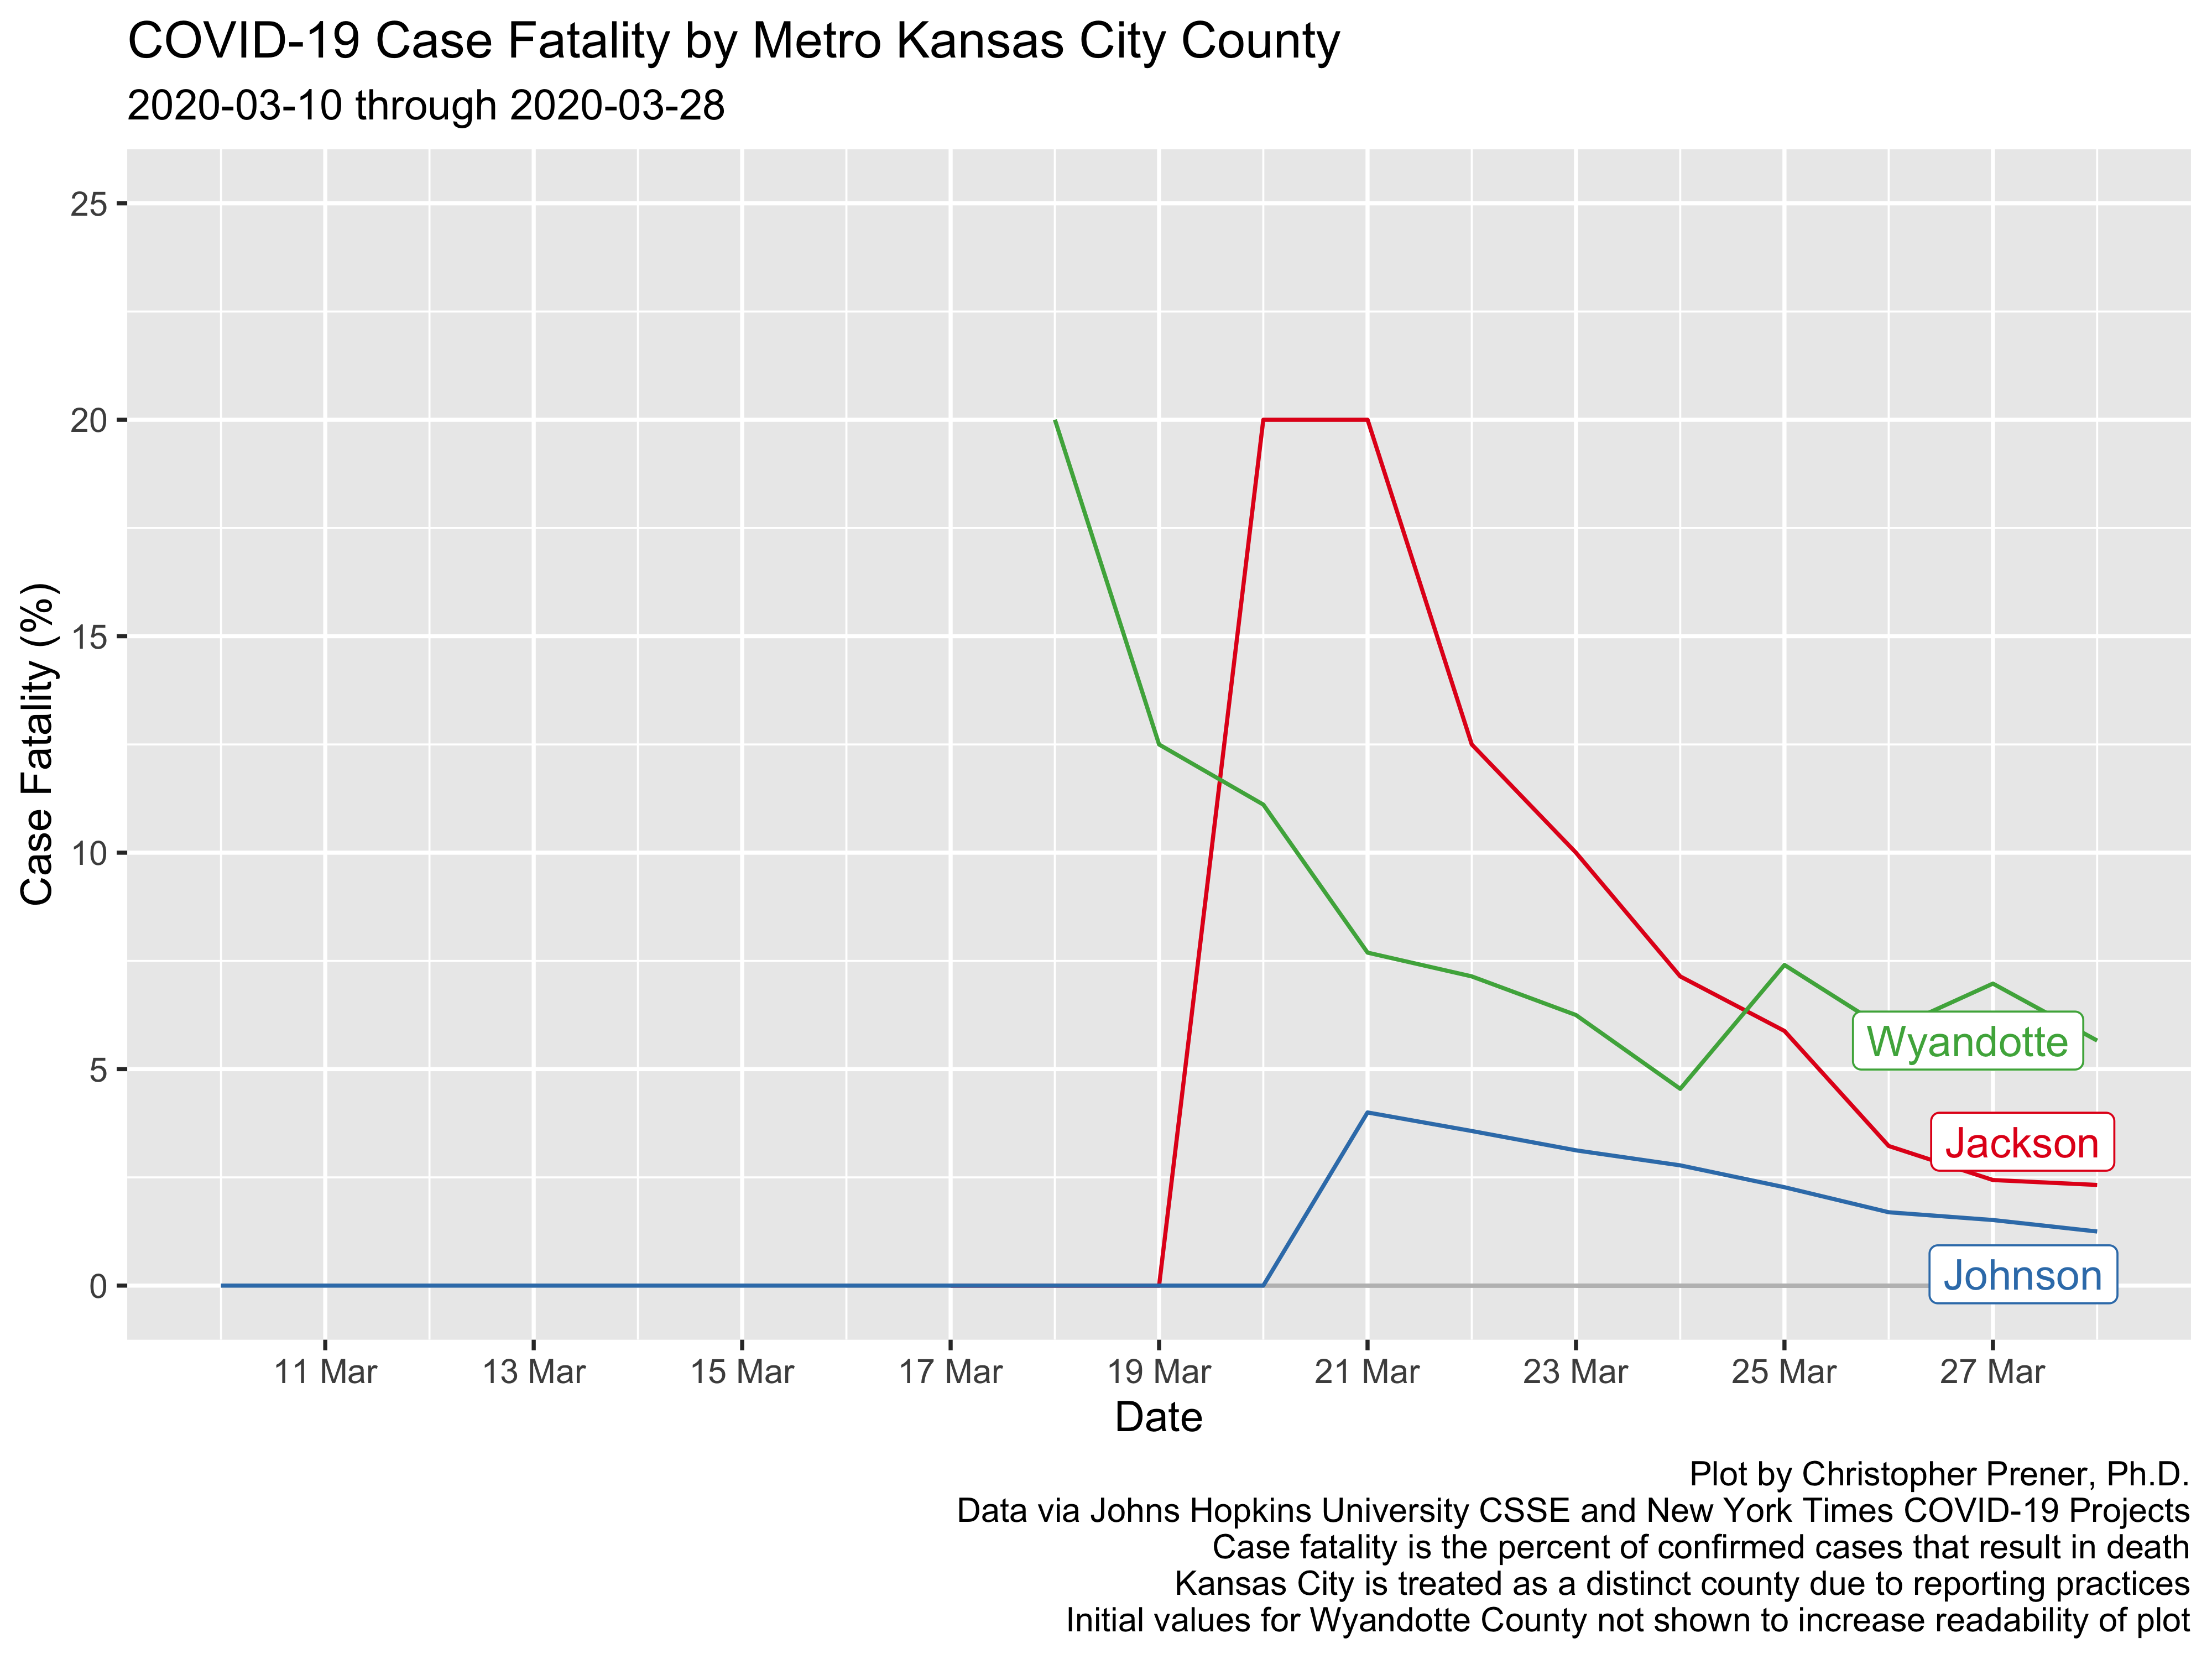 COVID-19 Case Fatality by Metro Kansas City County
2020-03-10 through 2020-03-28
Case Fatality (%)
25
20
15
10
5
0
Wyandotte
Jackson
Johnson
11 Mar
13 Mar
15 Mar
17 Mar
19 Mar
21 Mar
23 Mar
25 Mar
27 Mar
Date
Plot by Christopher Prener, Ph.D.
Data via Johns Hopkins University CSSE and New York Times COVID-19 Projects
Case fatality is the percent of confirmed cases that result in death
Kansas City is treated as a distinct county due to reporting practices
Initial values for Wyandotte County not shown to increase readability of plot